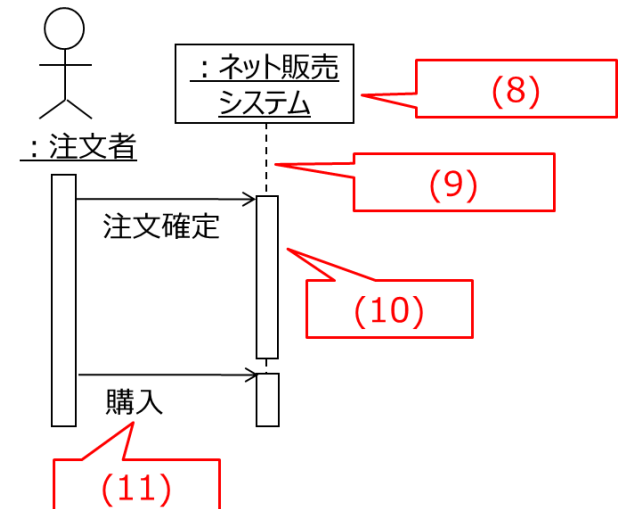 ：ネット販売
システム
(8)
：注文者
(9)
注文確定
(10)
購入
(11)